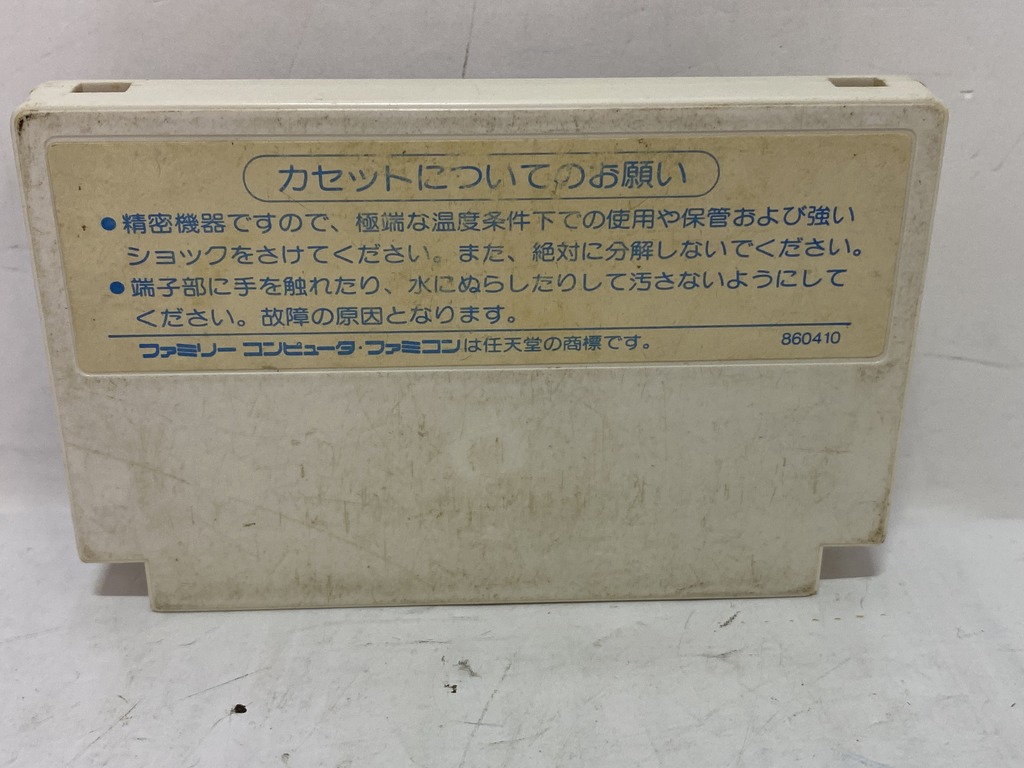 カセットについてのお願い
●精密機器ですので、極端な温度条件下での使用や保管および強い
ショックをさけてください。また、絶対に分解しないでください。
●端子部に手を触れたり、水にぬらしたりして汚さないようにして
ください。故障の原因となります。
ファミリーコンピュータ・ファミコンは任天堂の商標です。 860410